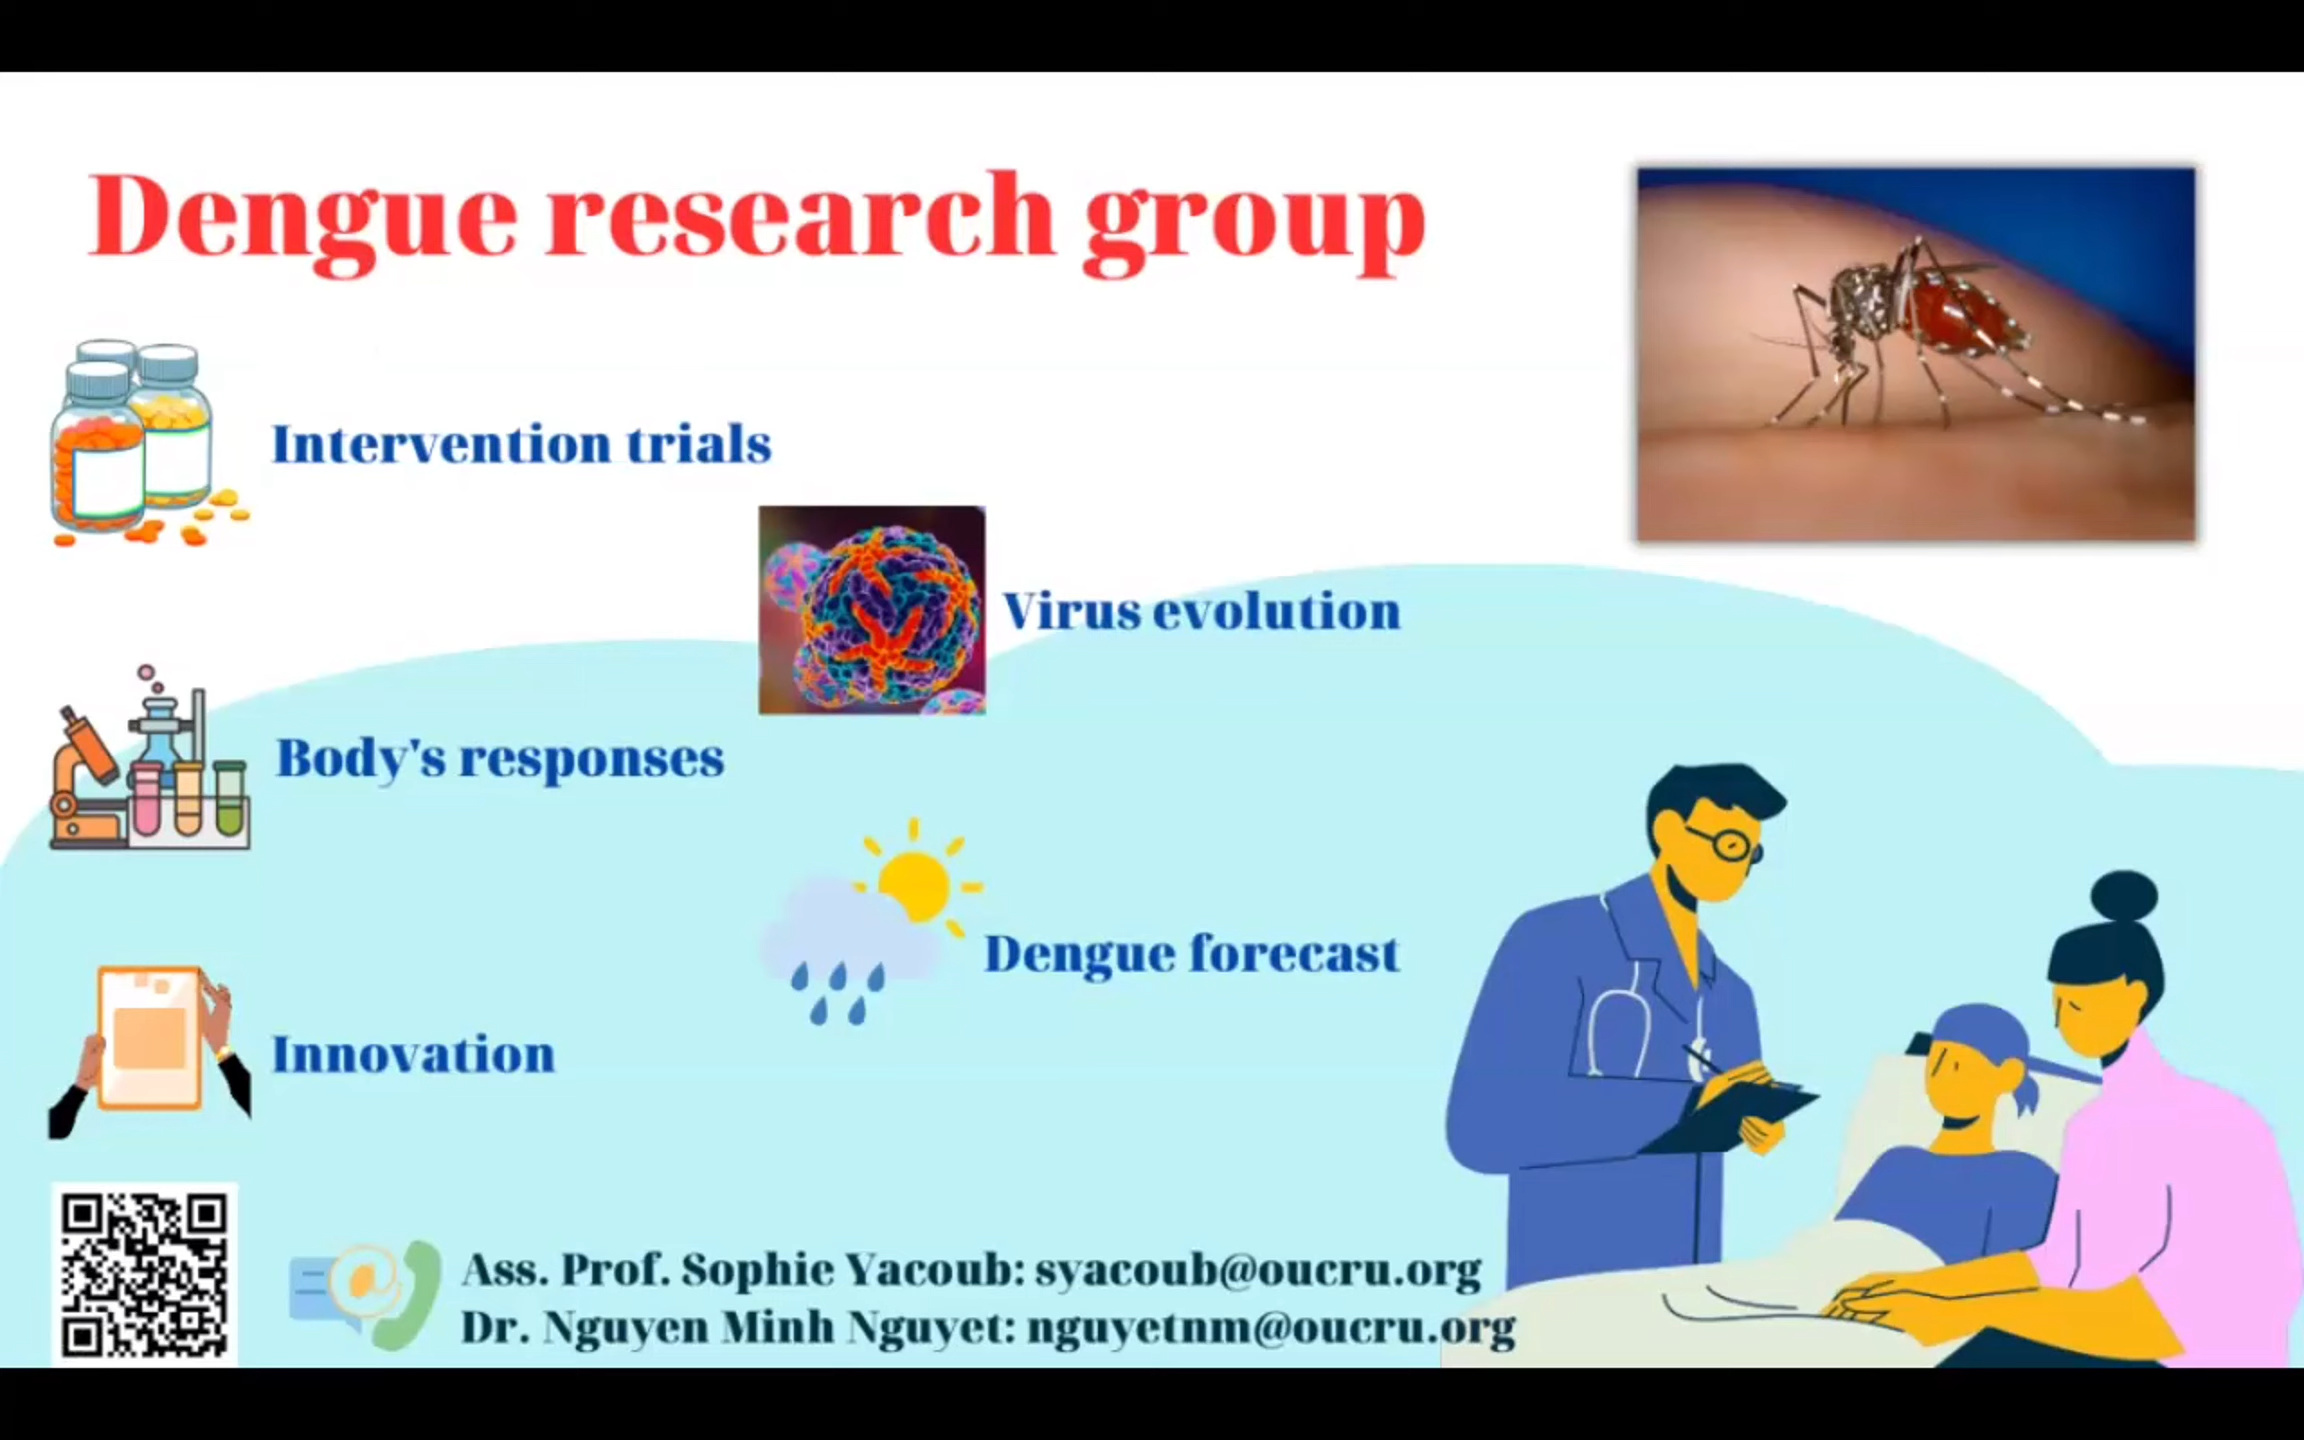 Dengue research group
Intervention trials
Virus evolution
Body's responses
Dengue forecast
Innovation
Ass. Prof. Sophie Yacoub: syacoub@oucru.org
Dr. Nguyen Minh Nguyet: nguyetnm@oucru.org